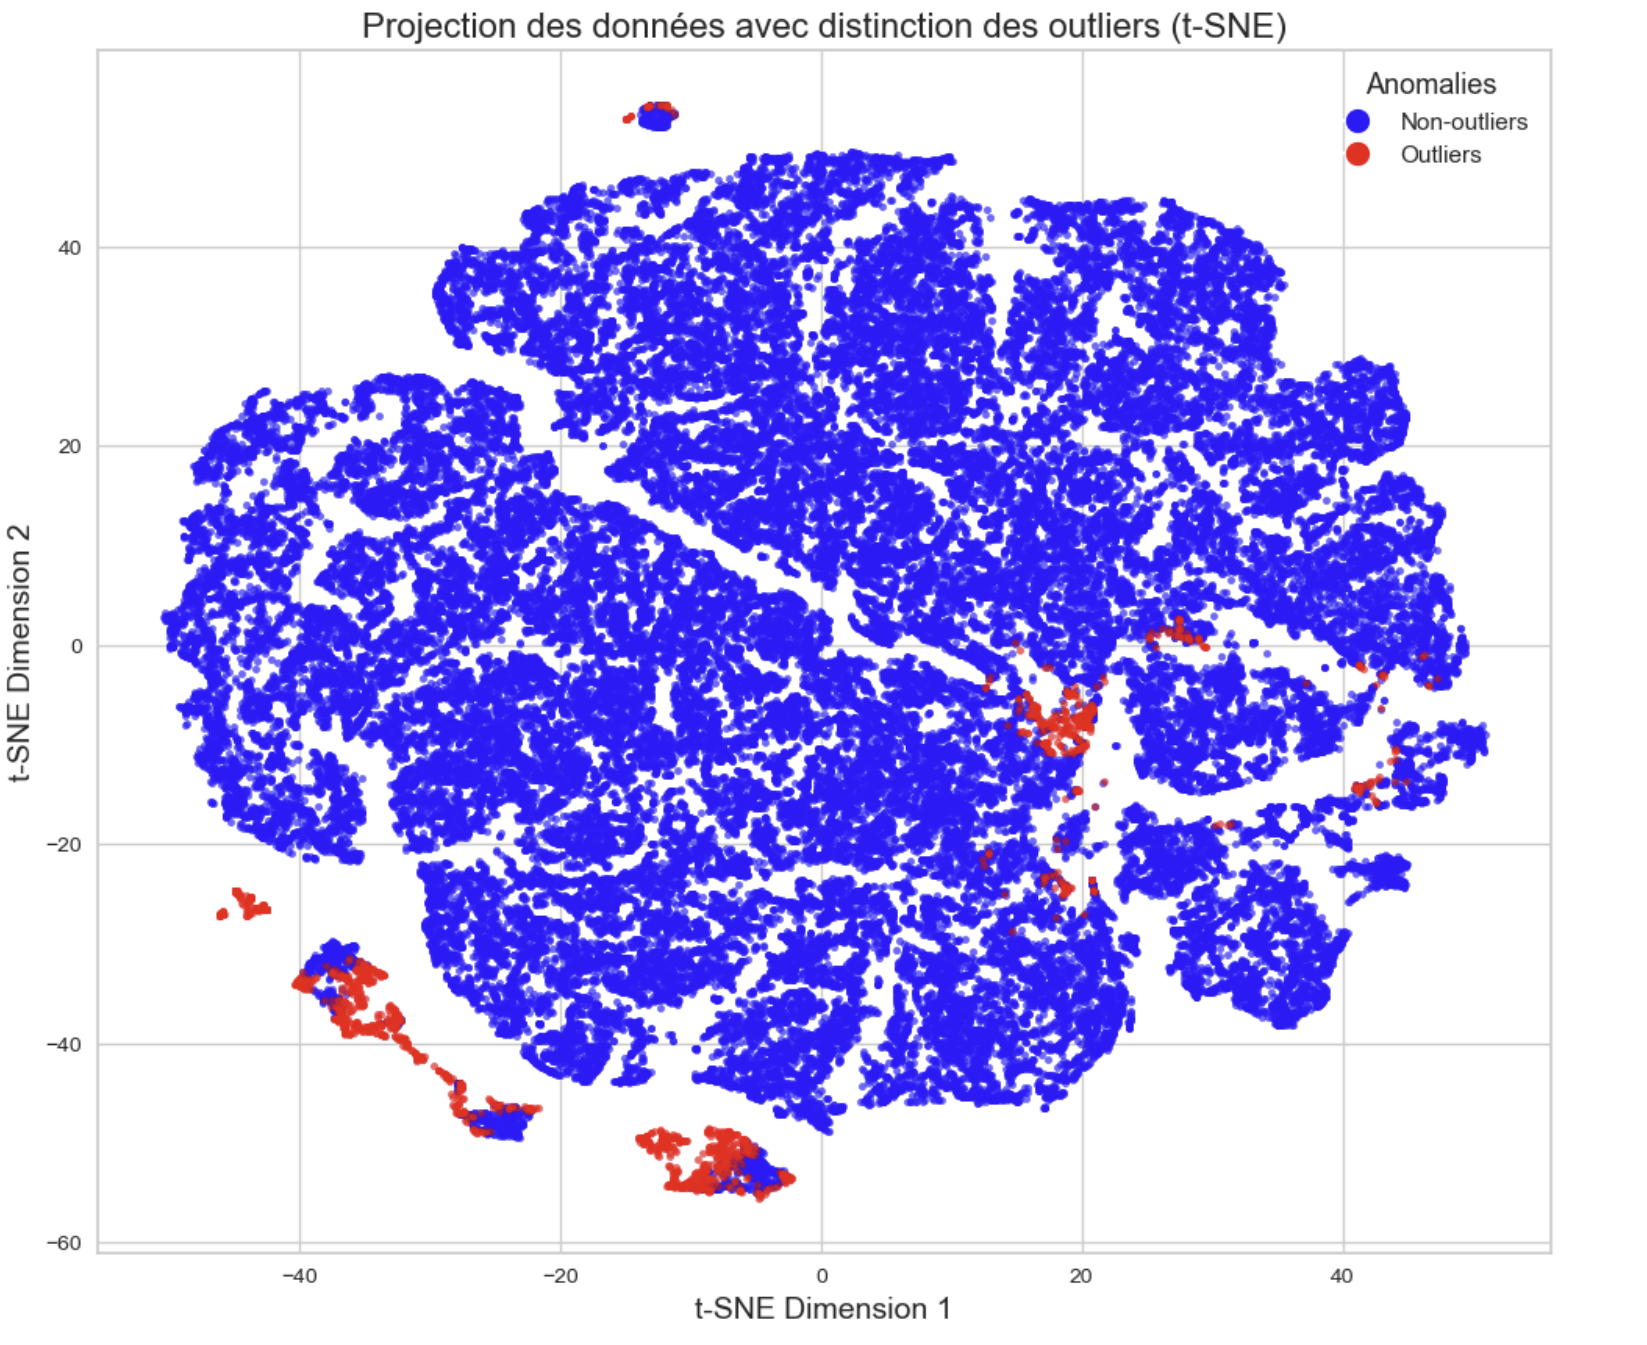 Projection des données avec distinction des outliers (t-SNE)
Anomalies
Non-outliers
Outliers
t-SNE Dimension 2
40
20
0
−20
−40
−60
−40
−20
0
20
40
t-SNE Dimension 1